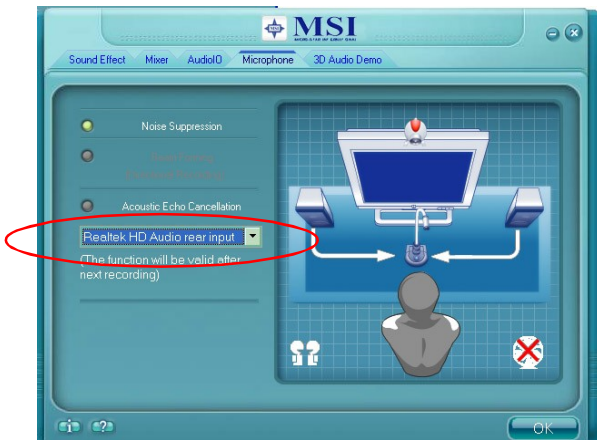 MSI
Sound Effect Mixer AudioIO Microphone 3D Audio Demo
Noise Suppression
Acoustic Echo Cancellation
Realtek HD Audio rear input
(The function will be valid after
next recording)
OK